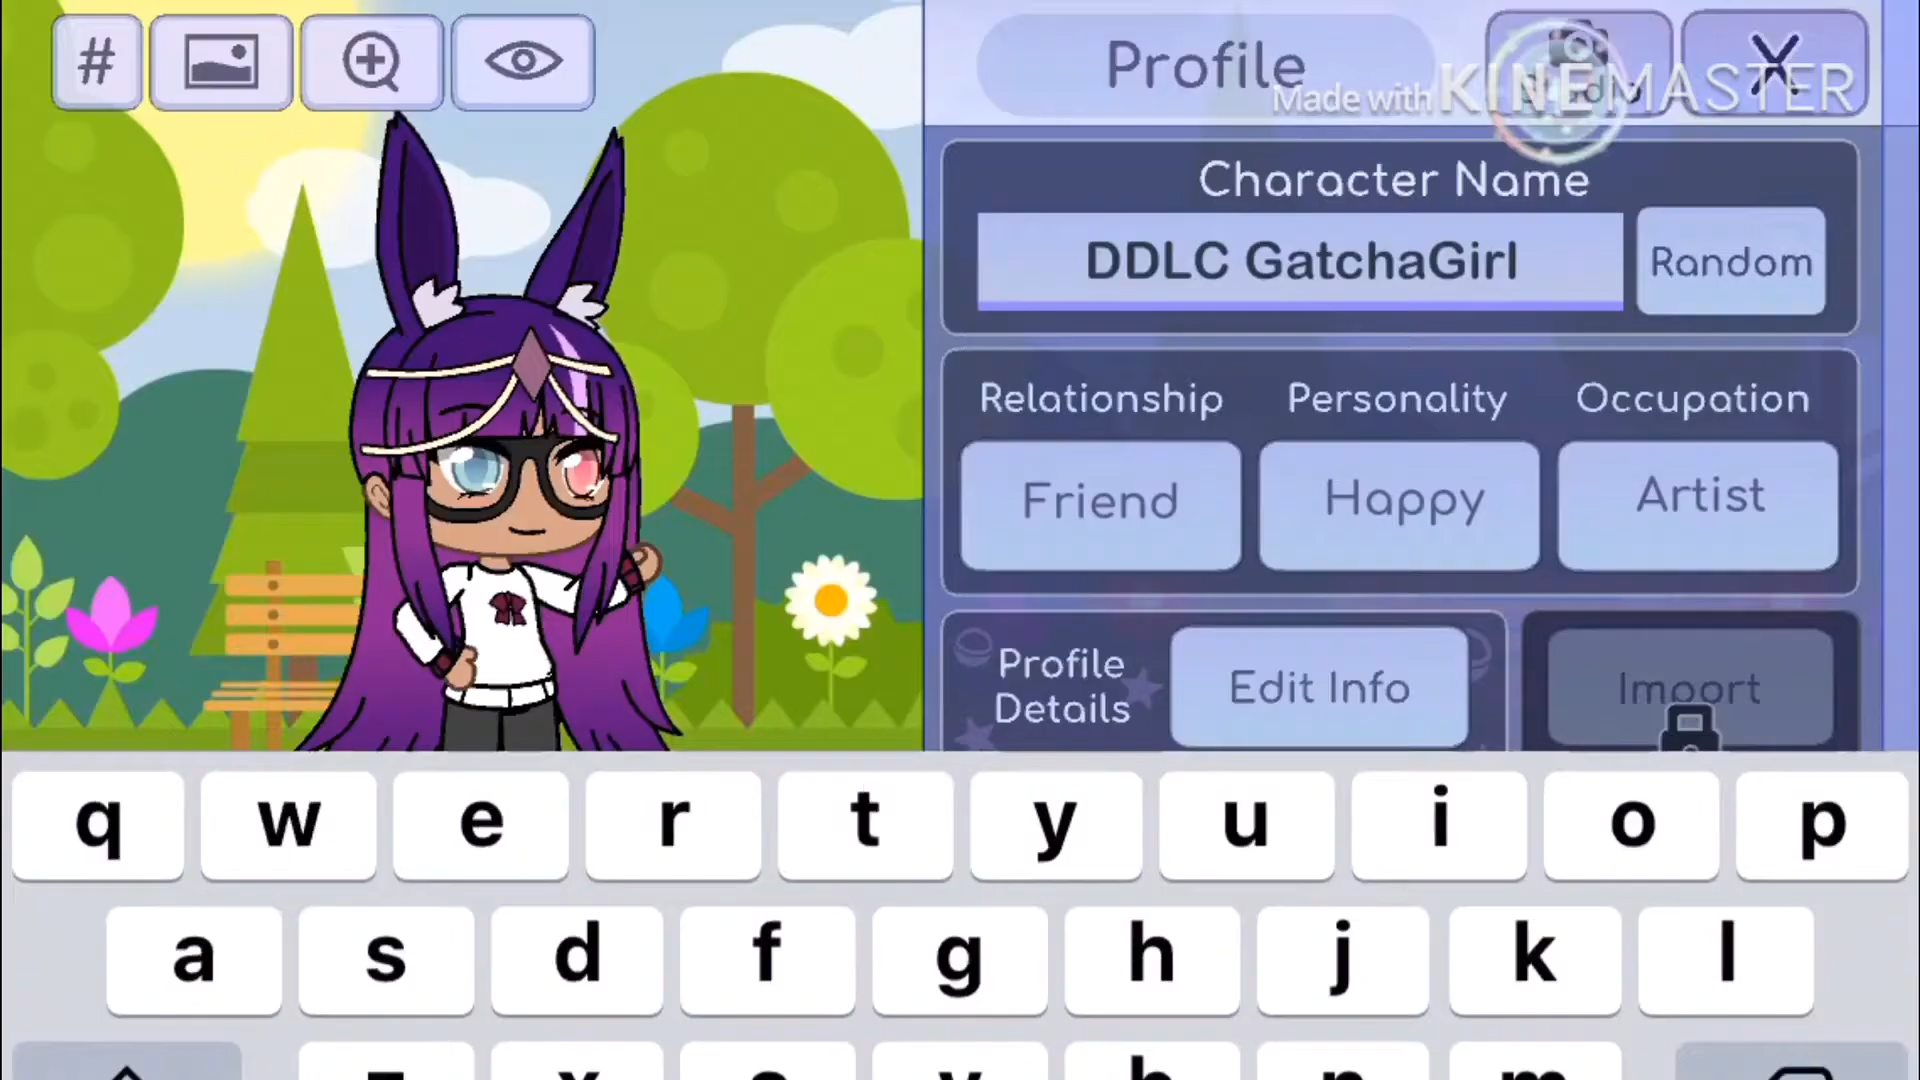 #
Profile
Studio
X
Made with KINEMASTER
Character Name
DDLC GatchaGirl
Random
Relationship
Personality
Occupation
Friend
Happy
Artist
Profile
Details
Edit Info
Import
q w e r t y u i o p
a s d f g h j k l
z x c v b n m